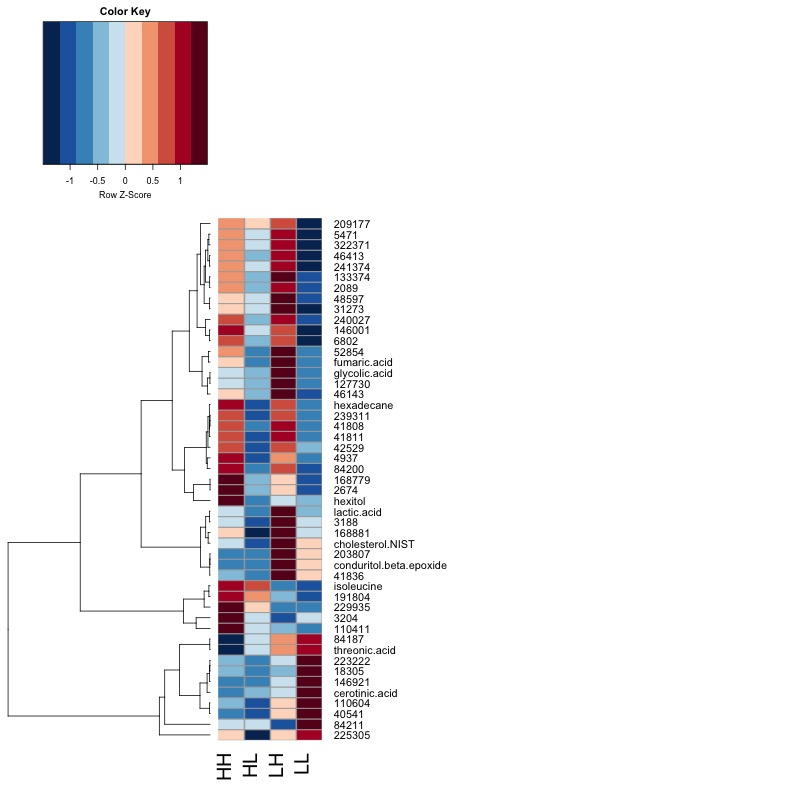 Color Key
-1 -0.5 0 0.5 1
Row Z-Score
209177
5471
322371
46413
241374
133374
2089
48597
31273
240027
146001
6802
52854
fumaric.acid
glycolic.acid
127730
46143
hexadecane
239311
41808
41811
42529
4937
84200
168779
2674
hexitol
lactic.acid
3188
168881
cholesterol.NIST
203807
conduritol.beta.epoxide
41836
isoleucine
191804
229935
3204
110411
84187
threonic.acid
223222
18305
146921
cerotinic.acid
110604
40541
84211
225305
HH HL LH LL